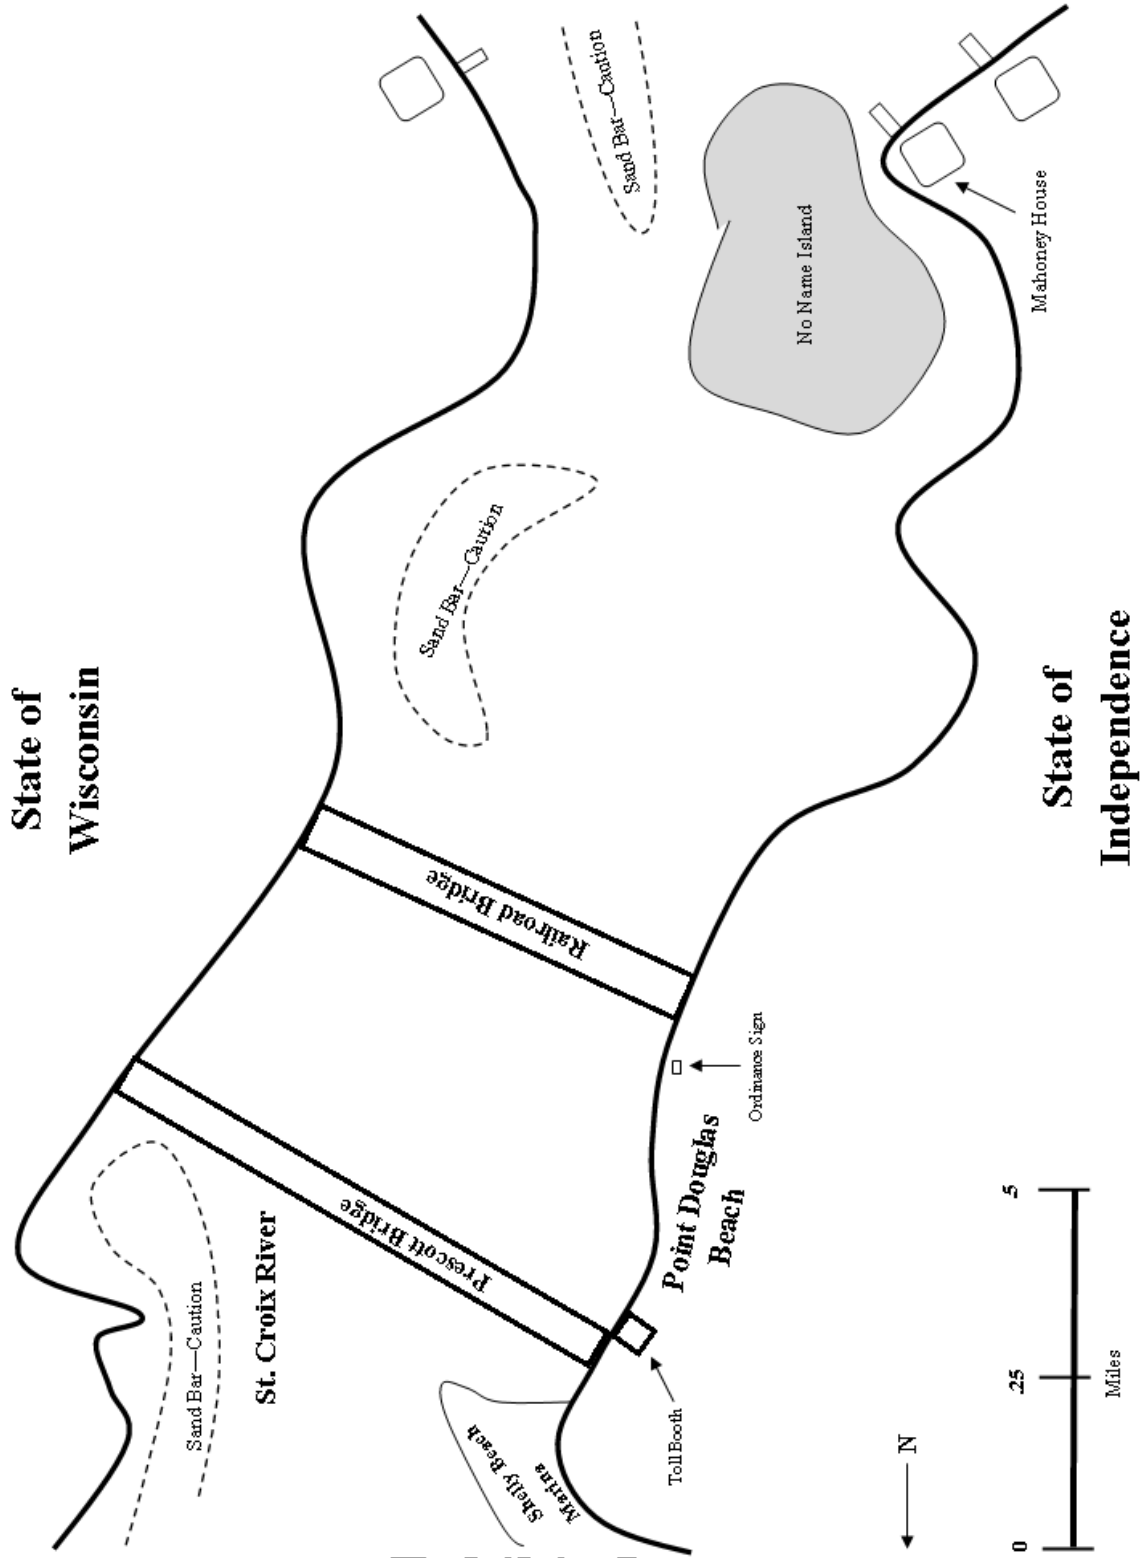 State of
Wisconsin
Sand Bar—Caution
Sand Bar—Caution
No Name Island
Mahoney House
Railroad Bridge
Prescott Bridge
St. Croix River
Sand Bar—Caution
Ordinance Sign
Point Douglas
Beach
Toll Booth
Shelly Beach
Marina
State of
Independence
N
0
.25
.5
Miles